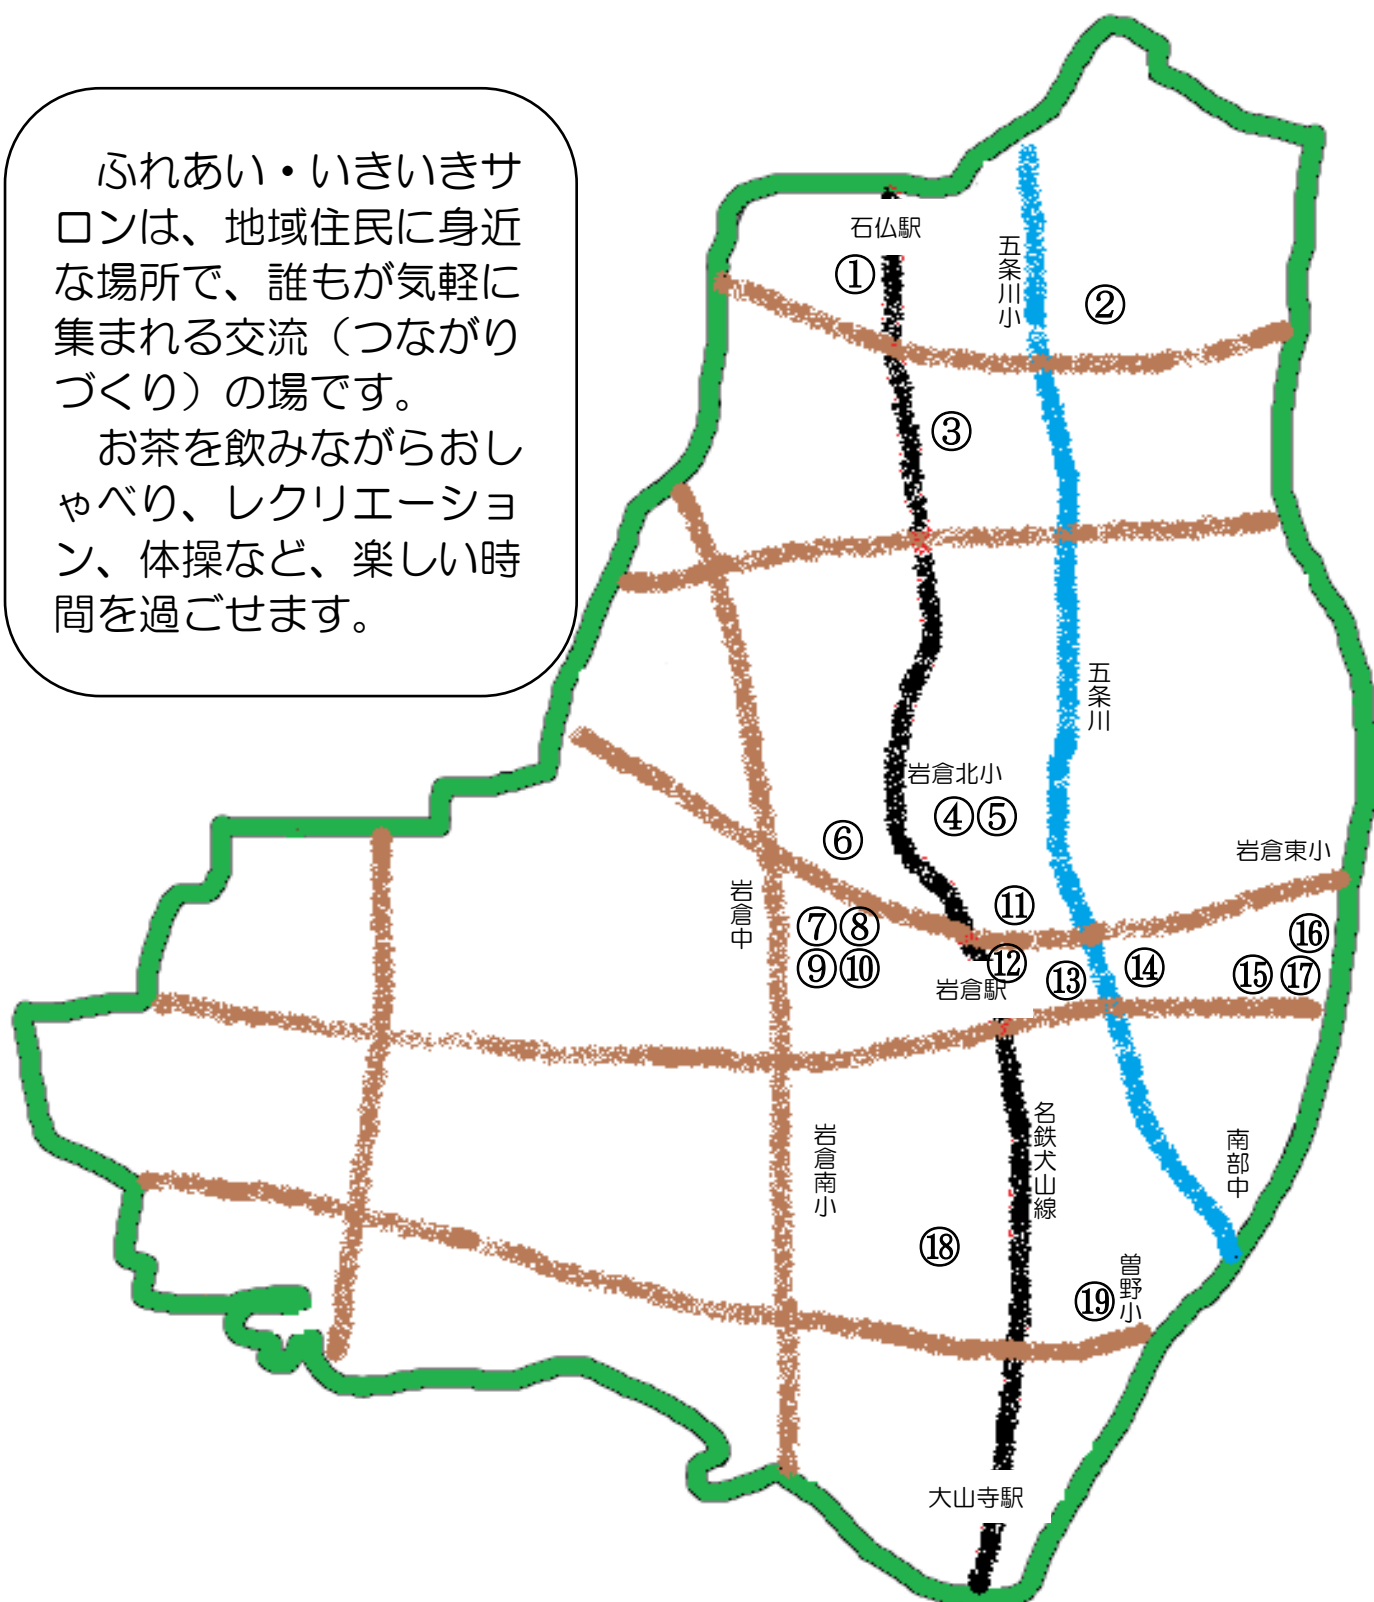 ふれあい・いきいきサ
ロンは、地域住民に身近
な場所で、誰もが気軽に
集まれる交流（つながり
づくり）の場です。
お茶を飲みながらおし
ゃべり、レクリエーショ
ン、体操など、楽しい時
間を過ごせます。
石仏駅
①
五条川小
②
③
五条川
岩倉北小
④⑤
⑥
岩倉東小
岩倉中
⑦⑧
⑨⑩
⑪
⑫
岩倉駅
⑬
⑭
⑯
⑮⑰
名鉄犬山線
岩倉南小
南部中
⑱
曽野小
⑲
大山寺駅